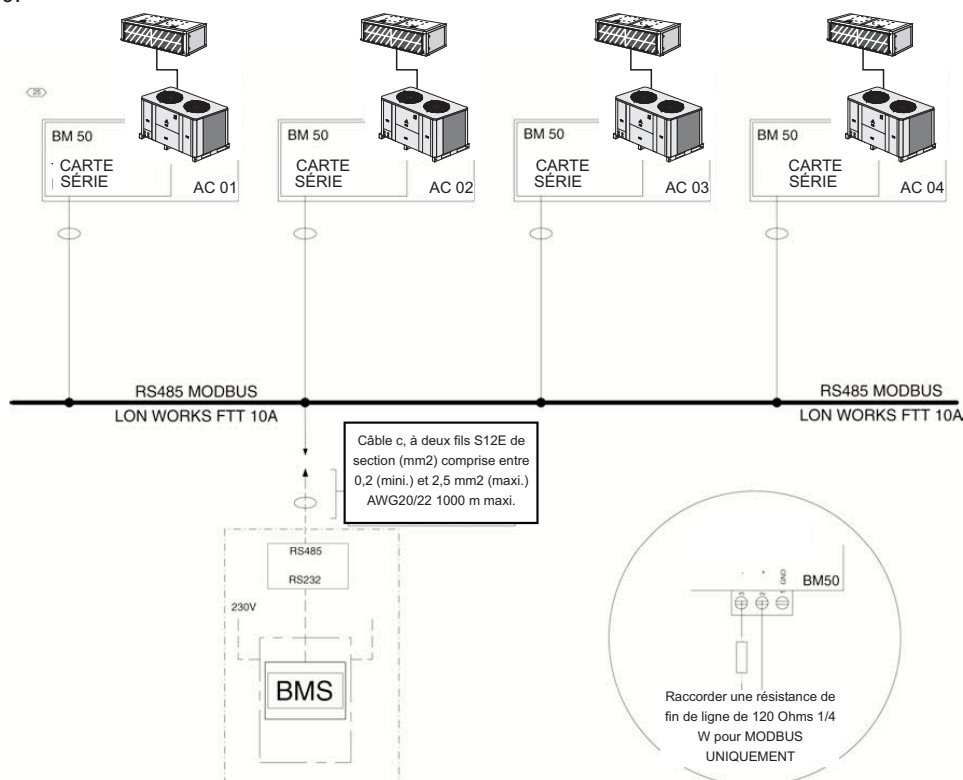 25
BM 50
CARTE
SÉRIE
AC 01
BM 50
CARTE
SÉRIE
AC 02
BM 50
CARTE
SÉRIE
AC 03
BM 50
CARTE
SÉRIE
AC 04
RS485 MODBUS
LON WORKS FTT 10A
RS485 MODBUS
LON WORKS FTT 10A
Câble c, à deux fils S12E de
section (mm2) comprise entre
0,2 (mini.) et 2,5 mm2 (maxi.)
AWG20/22 1000 m maxi.
RS485
RS232
230V
BMS
- + GND
BM50
Raccorder une résistance de
fin de ligne de 120 Ohms 1/4
W pour MODBUS
UNIQUEMENT